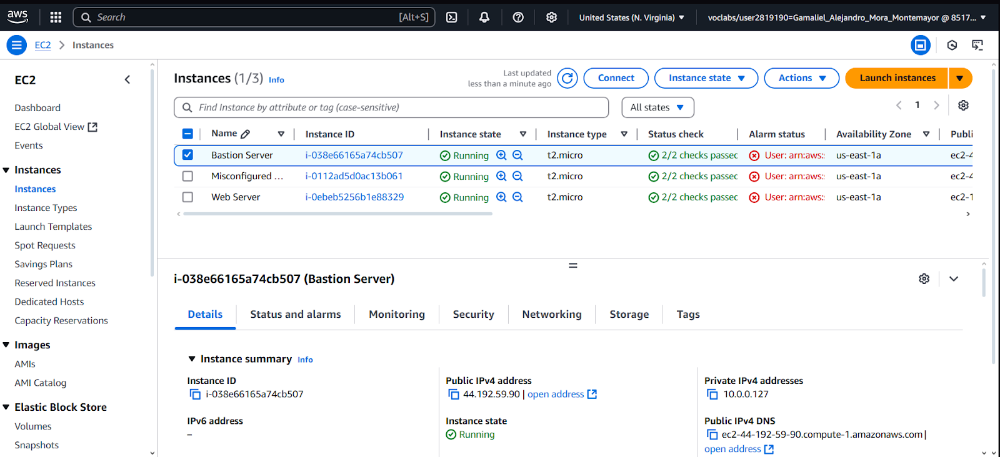 aws
Search [Alt+S]
United States (N. Virginia)
voclabs/user2819190=Gamaliel_Alejandro_Mora_Montemayor @ 8517...
EC2 Instances
EC2
Dashboard
EC2 Global View
Events
Instances
Instances
Instance Types
Launch Templates
Spot Requests
Savings Plans
Reserved Instances
Dedicated Hosts
Capacity Reservations
Images
AMIs
AMI Catalog
Elastic Block Store
Volumes
Snapshots
Instances (1/3) Info
Last updated
less than a minute ago
Connect
Instance state
Actions
Launch instances
Find Instance by attribute or tag (case-sensitive)
All states
1
Name Instance ID Instance state Instance type Status check Alarm status Availability Zone Publi
Bastion Server i-038e66165a74cb507 Running t2.micro 2/2 checks passed User: arn:aws: us-east-1a ec2-4
Misconfigured ... i-0112ad5d0ac13b061 Running t2.micro 2/2 checks passed User: arn:aws: us-east-1a ec2-4
Web Server i-0ebeb5256b1e88329 Running t2.micro 2/2 checks passed User: arn:aws: us-east-1a ec2-1
i-038e66165a74cb507 (Bastion Server)
Details Status and alarms Monitoring Security Networking Storage Tags
Instance summary Info
Instance ID
i-038e66165a74cb507
Public IPv4 address
44.192.59.90 | open address
Private IPv4 addresses
10.0.0.127
IPv6 address
–
Instance state
Running
Public IPv4 DNS
ec2-44-192-59-90.compute-1.amazonaws.com |
open address